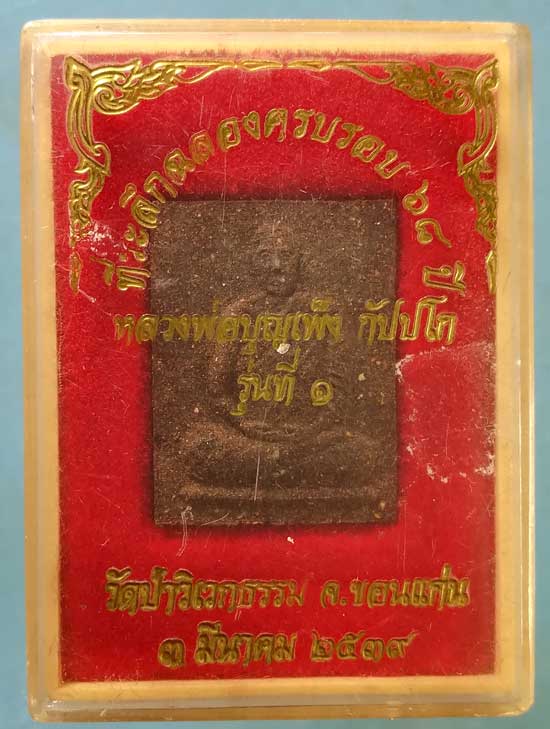 ที่ระลึกฉลองครบรอบ ๖๘ ปี
หลวงพ่อบุญเพ็ง กัปปโก
รุ่นที่ ๑
วัดป่าวิเวกธรรม จ.ขอนแก่น
๓ มีนาคม ๒๕๓๙